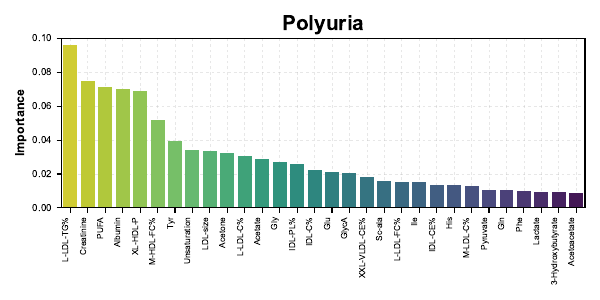 Polyuria
Importance
0.10
0.08
0.06
0.04
0.02
0.00
L-LDL-TG%
Creatinine
PUFA
Albumin
XL-HDL-P
M-HDL-FC%
Tyr
Unsaturation
LDL-size
Acetone
L-LDL-C%
Acetate
Gly
IDL-PL%
IDL-C%
Glu
GlycA
XXL-VLDL-CE%
Sc-ala
L-LDL-FC%
Ile
IDL-CE%
His
M-LDL-C%
Pyruvate
Gln
Phe
Lactate
3-Hydroxybutyrate
Acetoacetate